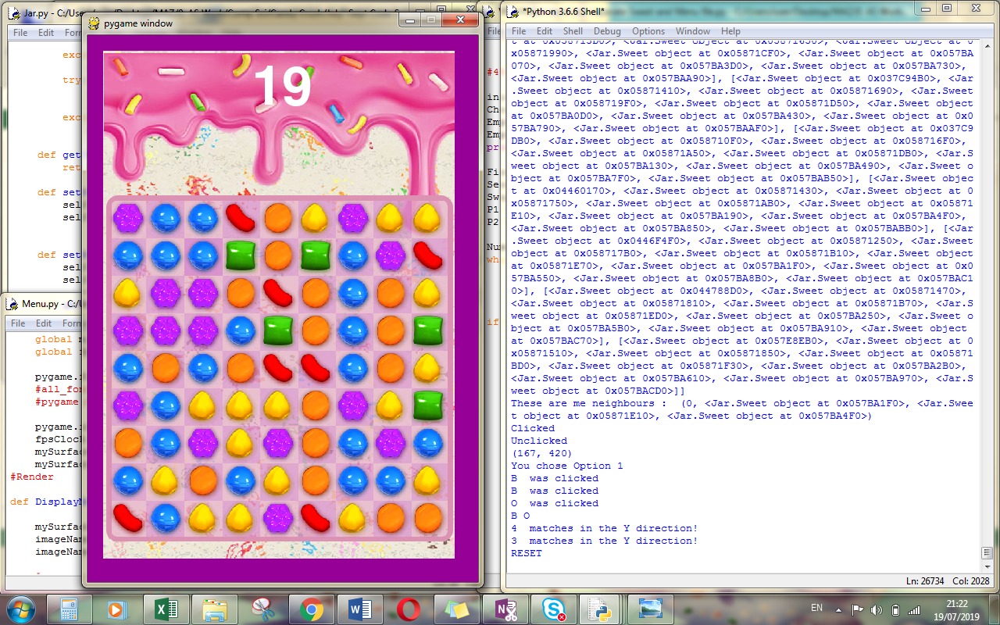 Jar.py - C:/Us
File Edit Form
exc
try
exc
def get
ret
def set
sel
sel
def set
sel
sel
Menu.py - C:/U
File Edit Form
global n
global i
pygame.i
#all_fon
#pygame
pygame.i
fpsClock
mySurfac
mySurfac
#Render
def DisplayM
mySurfac
imageNam
imageNam
pygame window
19
File
#4
in
Ch
Em
Em
pr
Fi
Se
Sw
P1
P2
Num
wh
if
*Python 3.6.6 Shell*
File Edit Shell Debug Options Window Help
x05871990>, <Jar.Sweet object at 0x05871CF0>, <Jar.Sweet object at 0x057BA
070>, <Jar.Sweet object at 0x057BA3D0>, <Jar.Sweet object at 0x057BA730>,
<Jar.Sweet object at 0x057BAA90>], [<Jar.Sweet object at 0x037C94B0>, <Jar
.Sweet object at 0x05871410>, <Jar.Sweet object at 0x05871690>, <Jar.Sweet
object at 0x058719F0>, <Jar.Sweet object at 0x05871D50>, <Jar.Sweet object
at 0x057BA0D0>, <Jar.Sweet object at 0x057BA430>, <Jar.Sweet object at 0x0
57BA790>, <Jar.Sweet object at 0x057BAAF0>], [<Jar.Sweet object at 0x037C9
DB0>, <Jar.Sweet object at 0x058710F0>, <Jar.Sweet object at 0x058716F0>,
<Jar.Sweet object at 0x05871A50>, <Jar.Sweet object at 0x05871DB0>, <Jar.S
weet object at 0x057BA130>, <Jar.Sweet object at 0x057BA490>, <Jar.Sweet o
bject at 0x057BA7F0>, <Jar.Sweet object at 0x057BAB50>], [<Jar.Sweet objec
t at 0x04460170>, <Jar.Sweet object at 0x05871430>, <Jar.Sweet object at 0
x05871750>, <Jar.Sweet object at 0x05871AB0>, <Jar.Sweet object at 0x05871
E10>, <Jar.Sweet object at 0x057BA190>, <Jar.Sweet object at 0x057BA4F0>,
<Jar.Sweet object at 0x057BA850>, <Jar.Sweet object at 0x057BABB0>], [<Jar
.Sweet object at 0x0446F4F0>, <Jar.Sweet object at 0x05871250>, <Jar.Sweet
object at 0x058717B0>, <Jar.Sweet object at 0x05871B10>, <Jar.Sweet object
at 0x05871E70>, <Jar.Sweet object at 0x057BA1F0>, <Jar.Sweet object at 0x0
57BA550>, <Jar.Sweet object at 0x057BA8B0>, <Jar.Sweet object at 0x057BAC1
0>], [<Jar.Sweet object at 0x044788D0>, <Jar.Sweet object at 0x05871470>,
<Jar.Sweet object at 0x05871810>, <Jar.Sweet object at 0x05871B70>, <Jar.S
weet object at 0x05871ED0>, <Jar.Sweet object at 0x057BA250>, <Jar.Sweet o
bject at 0x057BA5B0>, <Jar.Sweet object at 0x057BA910>, <Jar.Sweet object
at 0x057BAC70>], [<Jar.Sweet object at 0x057E8EB0>, <Jar.Sweet object at 0
x05871510>, <Jar.Sweet object at 0x05871850>, <Jar.Sweet object at 0x05871
BD0>, <Jar.Sweet object at 0x05871F30>, <Jar.Sweet object at 0x057BA2B0>,
<Jar.Sweet object at 0x057BA610>, <Jar.Sweet object at 0x057BA970>, <Jar.S
weet object at 0x057BACD0>]]
These are me neighbours : (0, <Jar.Sweet object at 0x057BA1F0>, <Jar.Swee
t object at 0x05871E10>, <Jar.Sweet object at 0x057BA4F0>)
Clicked
Unclicked
(167, 420)
You chose Option 1
B was clicked
B was clicked
O was clicked
B O
4 matches in the Y direction!
3 matches in the Y direction!
RESET
Ln: 26734 Col: 2028
EN
21:22
19/07/2019